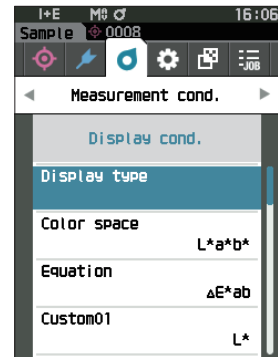 I+E M0 16:06
Sample 0008
-JOB
Measurement cond.
Display cond.
Display type
Color space
L*a*b*
Equation
ΔE*ab
Custom01
L*